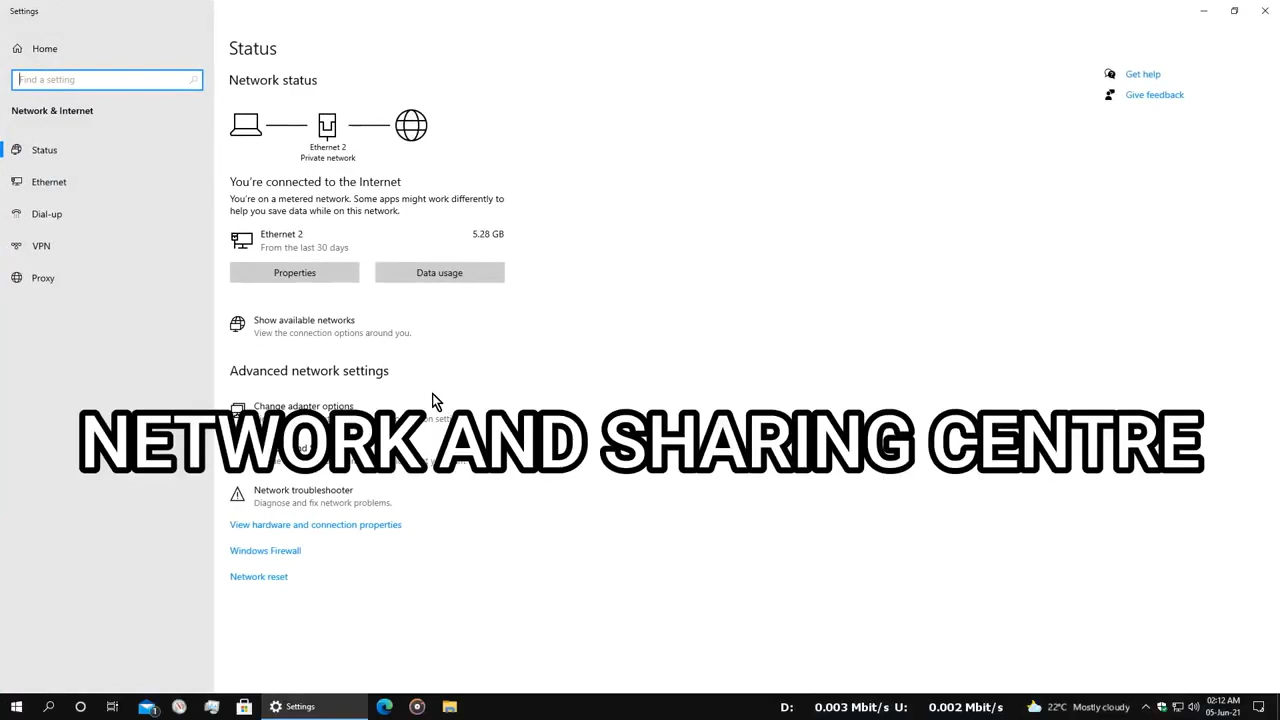 Settings
Home
Find a setting
Network & Internet
Status
Ethernet
Dial-up
VPN
Proxy
Status
Network status
Ethernet 2
Private network
You're connected to the Internet
You're on a metered network. Some apps might work differently to
help you save data while on this network.
Ethernet 2
5.28 GB
From the last 30 days
Properties
Data usage
Show available networks
View the connection options around you.
Advanced network settings
Change adapter options
NETWORK AND SHARING CENTRE
Network troubleshooter
Diagnose and fix network problems.
View hardware and connection properties
Windows Firewall
Network reset
Get help
Give feedback
Settings
D: 0.003 Mbit/s U: 0.002 Mbit/s
22°C Mostly cloudy
02:12 AM
05-Jun-21